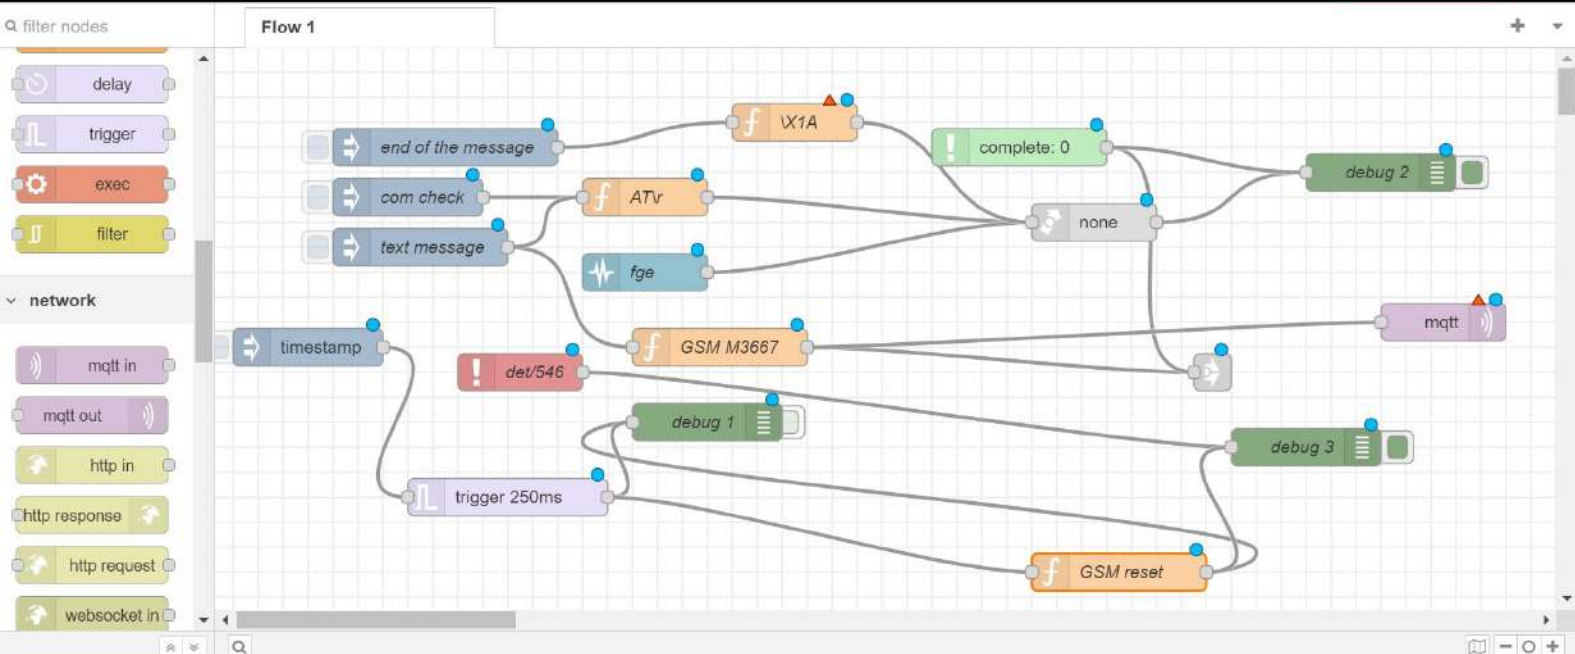 filter nodes
Flow 1
delay
trigger
exec
filter
network
mqtt in
mqtt out
http in
http response
http request
websocket in
\X1A
end of the message
complete: 0
debug 2
com check
AT\r
none
text message
fge
mqtt
timestamp
GSM M3667
det/546
debug 1
debug 3
trigger 250ms
GSM reset